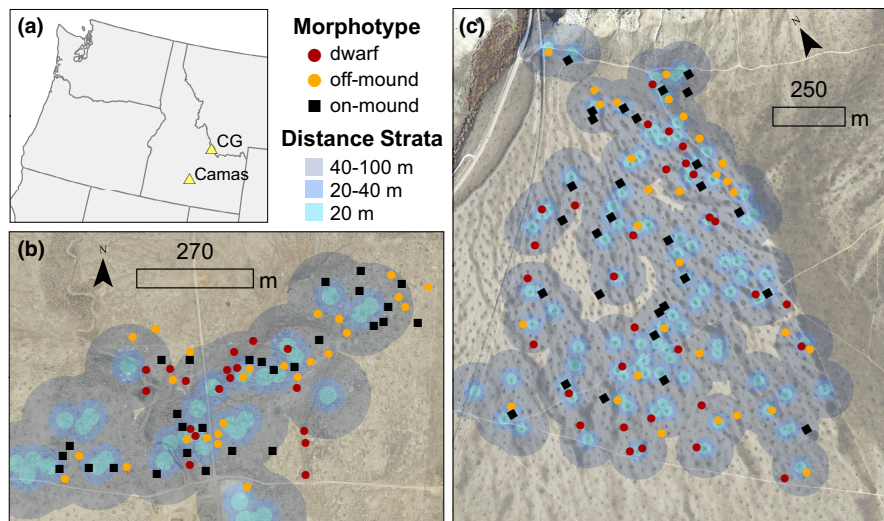 (a)
CG
Camas
Morphotype
dwarf
off-mound
on-mound
Distance Strata
40-100 m
20-40 m
20 m
(b)
N
270
m
(c)
N
250
m